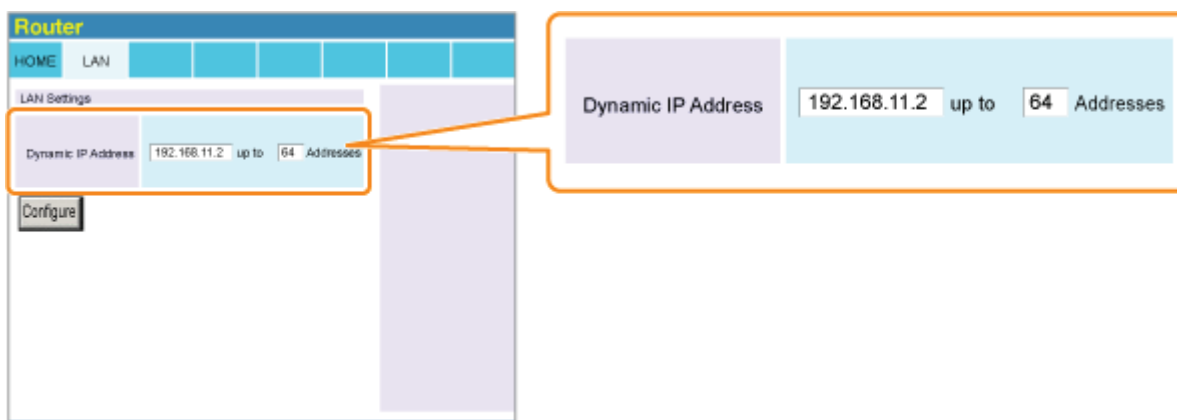 Router
HOME LAN
LAN Settings
Dynamic IP Address 192.168.11.2 up to 64 Addresses
Configure
Dynamic IP Address 192.168.11.2 up to 64 Addresses